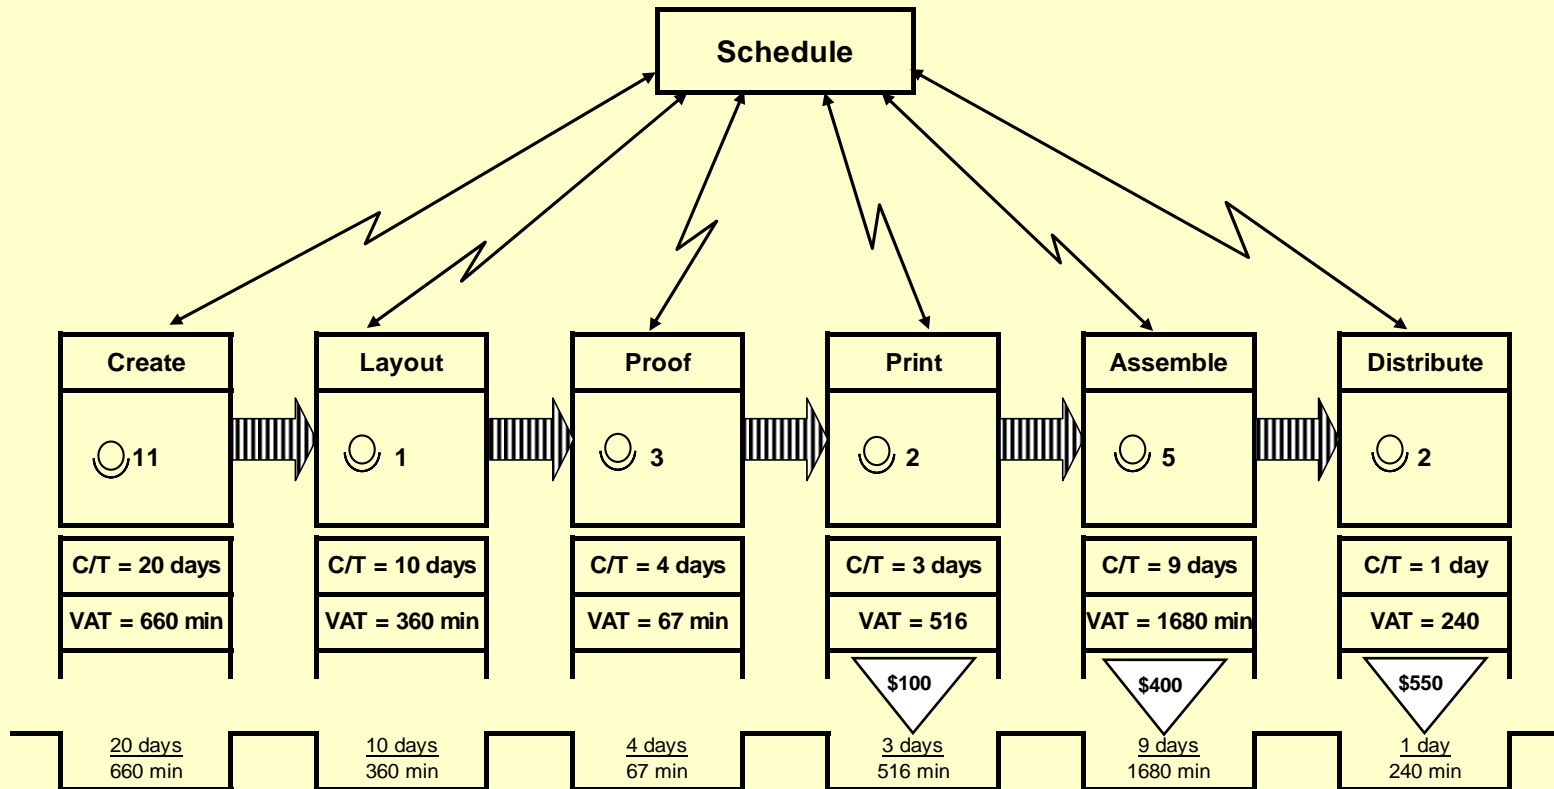 Schedule
Create
Layout
Proof
Print
Assemble
Distribute
11
1
3
2
5
2
C/T = 20 days
C/T = 10 days
C/T = 4 days
C/T = 3 days
C/T = 9 days
C/T = 1 day
VAT = 660 min
VAT = 360 min
VAT = 67 min
VAT = 516
VAT = 1680 min
VAT = 240
$100
$400
$550
20 days
10 days
4 days
3 days
9 days
1 day
660 min
360 min
67 min
516 min
1680 min
240 min